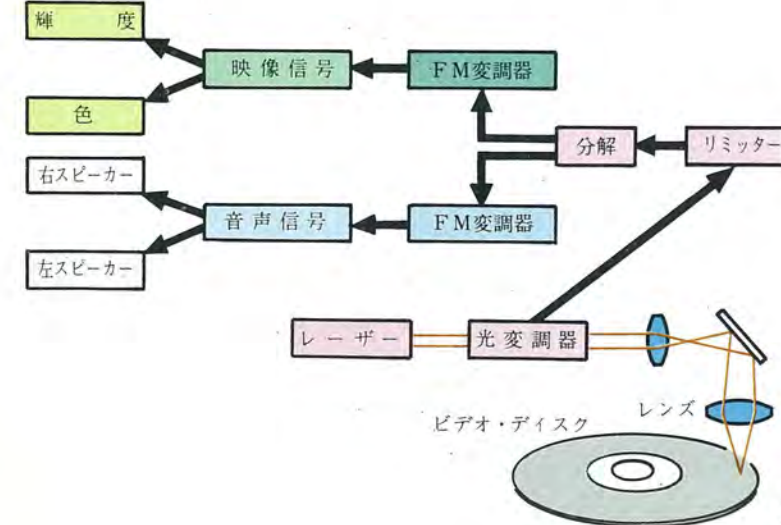 輝度
映像信号
FM変調器
色
分解
リミッター
右スピーカー
音声信号
FM変調器
左スピーカー
レーザー
光変調器
レンズ
ビデオ・ディスク